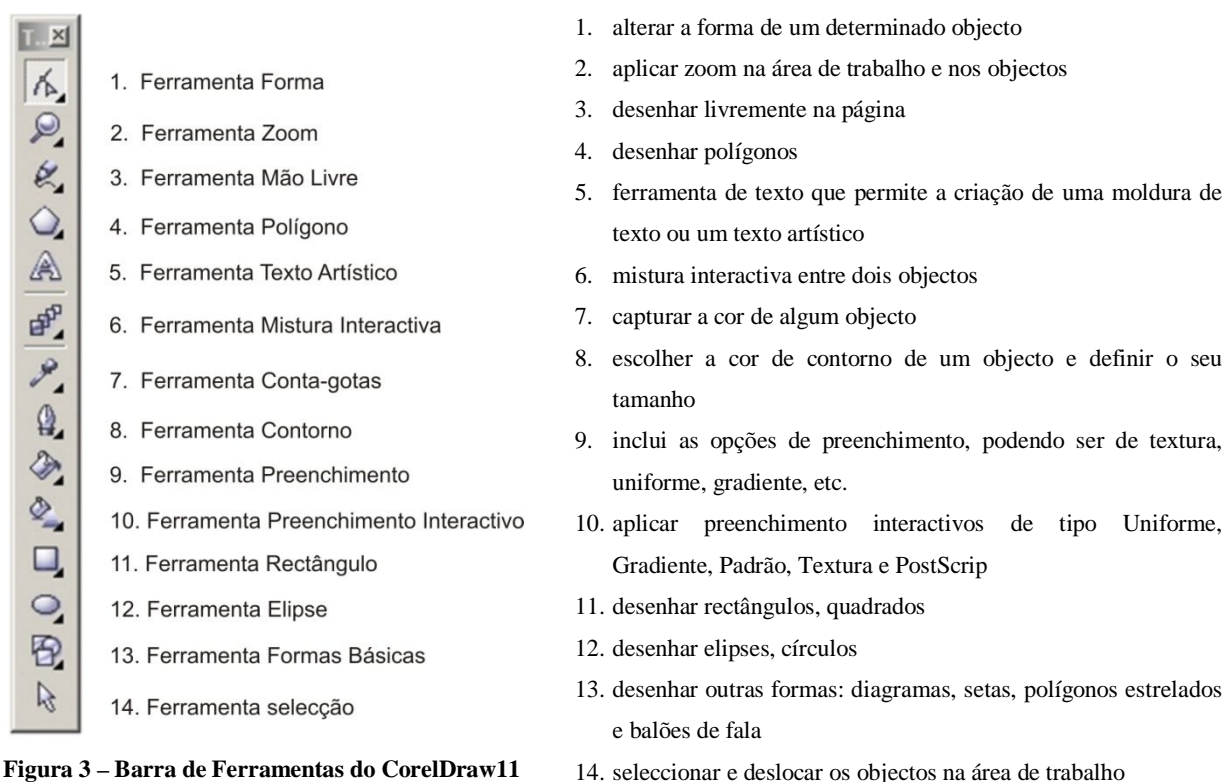 T...
1. Ferramenta Forma
2. Ferramenta Zoom
3. Ferramenta Mão Livre
4. Ferramenta Polígono
5. Ferramenta Texto Artístico
6. Ferramenta Mistura Interactiva
7. Ferramenta Conta-gotas
8. Ferramenta Contorno
9. Ferramenta Preenchimento
10. Ferramenta Preenchimento Interactivo
11. Ferramenta Rectângulo
12. Ferramenta Elipse
13. Ferramenta Formas Básicas
14. Ferramenta selecção
Figura 3 – Barra de Ferramentas do CorelDraw11
1. alterar a forma de um determinado objecto
2. aplicar zoom na área de trabalho e nos objectos
3. desenhar livremente na página
4. desenhar polígonos
5. ferramenta de texto que permite a criação de uma moldura de
texto ou um texto artístico
6. mistura interactiva entre dois objectos
7. capturar a cor de algum objecto
8. escolher a cor de contorno de um objecto e definir o seu
tamanho
9. inclui as opções de preenchimento, podendo ser de textura,
uniforme, gradiente, etc.
10. aplicar preenchimento interactivos de tipo Uniforme,
Gradiente, Padrão, Textura e PostScrip
11. desenhar rectângulos, quadrados
12. desenhar elipses, círculos
13. desenhar outras formas: diagramas, setas, polígonos estrelados
e balões de fala
14. seleccionar e deslocar os objectos na área de trabalho